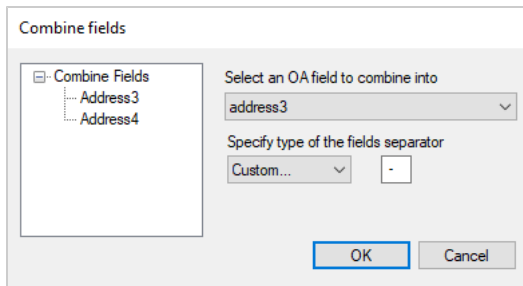 Combine fields
Combine Fields
Address3
Address4
Select an OA field to combine into
address3
Specify type of the fields separator
Custom...
-
OK
Cancel